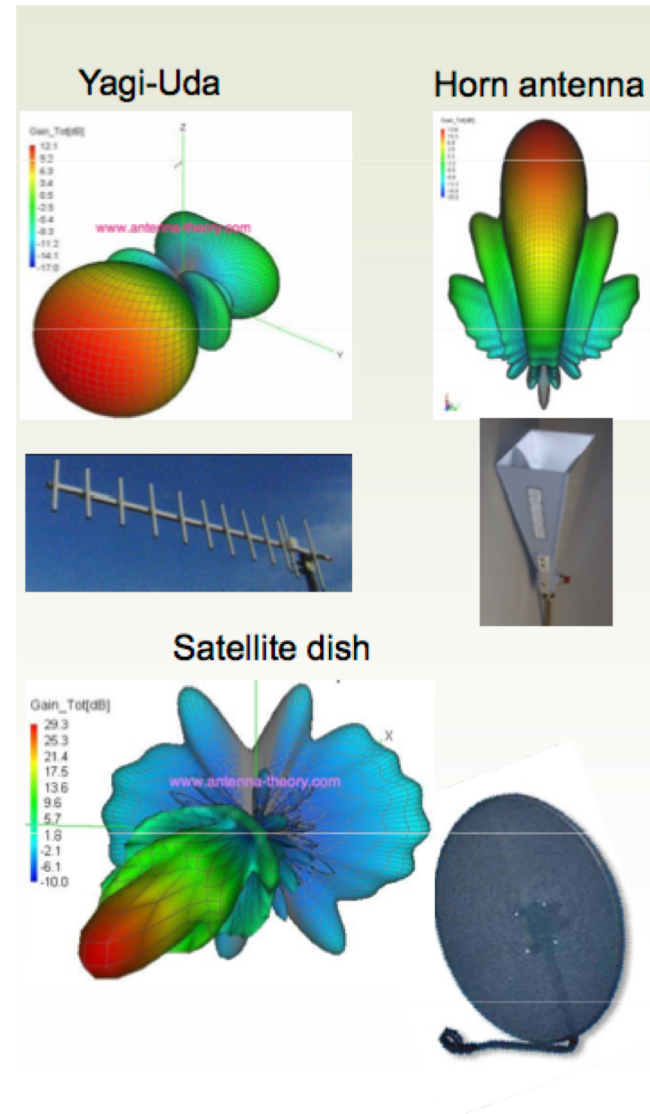 Yagi-Uda
Horn antenna
Gain_Tot[dB]
12.1
9.2
6.3
3.4
0.5
-2.5
-5.4
-8.3
-11.2
-14.1
-17.0
Z
www.antenna-theory.com
Y
Satellite dish
Gain_Tot[dB]
29.3
25.3
21.4
17.5
13.6
9.6
5.7
1.8
-2.1
-6.1
-10.0
X
www.antenna-theory.com